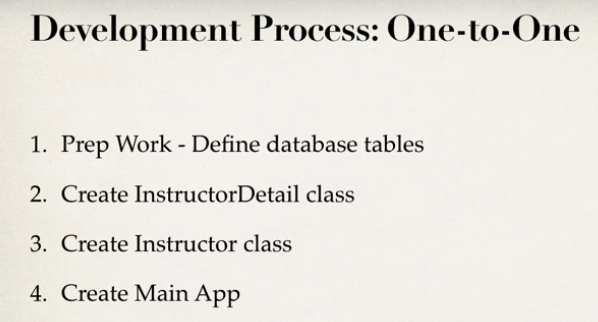 Development Process: One-to-One
1. Prep Work - Define database tables
2. Create InstructorDetail class
3. Create Instructor class
4. Create Main App